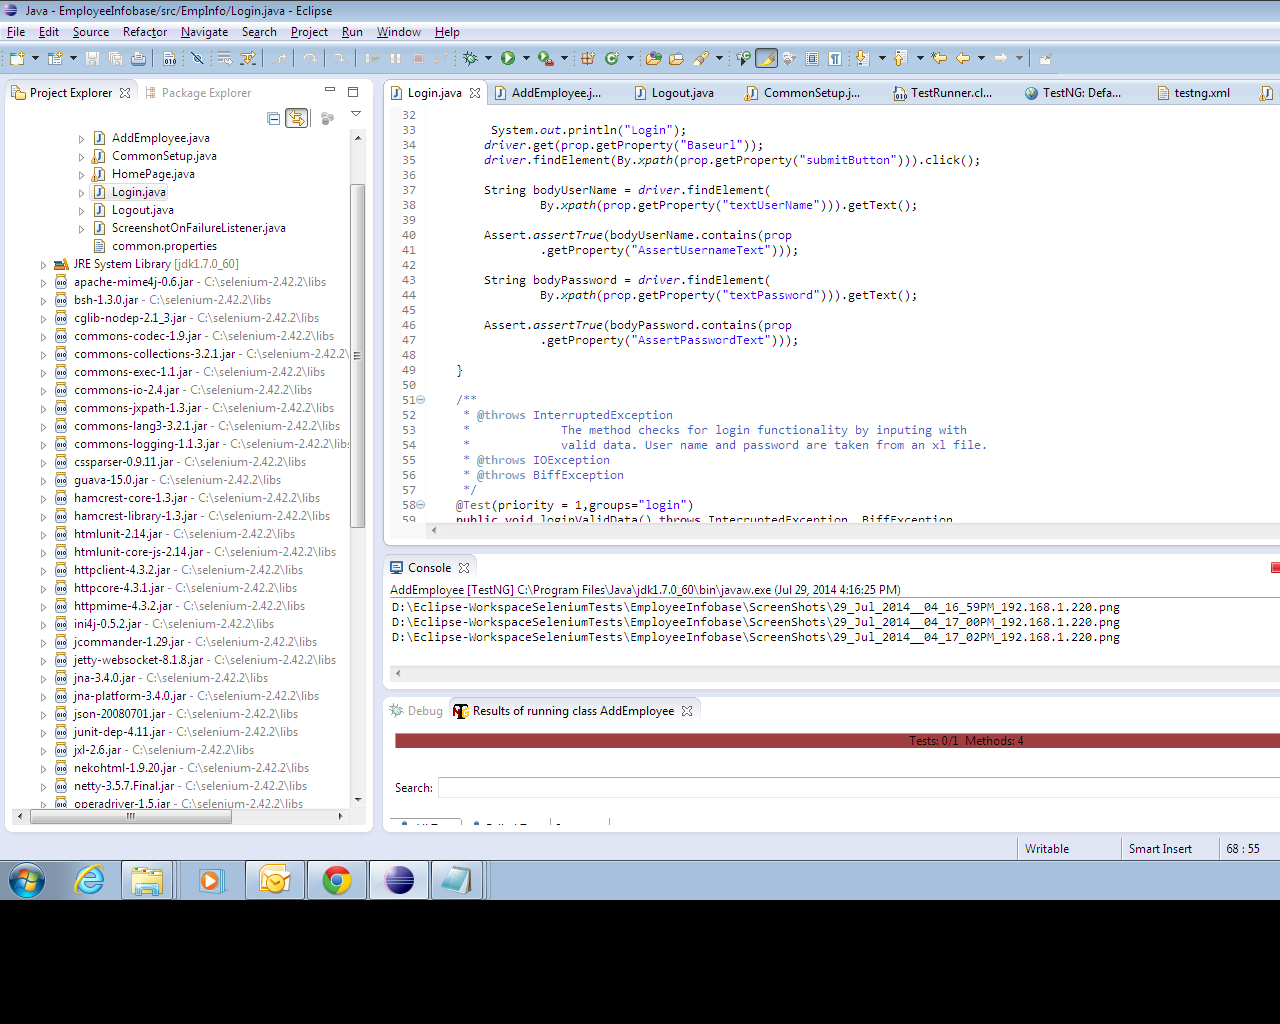 Java - EmployeeInfobase/src/EmpInfo/Login.java - Eclipse
File Edit Source Refactor Navigate Search Project Run Window Help
Project Explorer Package Explorer
AddEmployee.java
CommonSetup.java
HomePage.java
Login.java
Logout.java
ScreenshotOnFailureListener.java
common.properties
JRE System Library [jdk1.7.0_60]
apache-mime4j-0.6.jar - C:\selenium-2.42.2\libs
bsh-1.3.0.jar - C:\selenium-2.42.2\libs
cglib-nodep-2.1_3.jar - C:\selenium-2.42.2\libs
commons-codec-1.9.jar - C:\selenium-2.42.2\libs
commons-collections-3.2.1.jar - C:\selenium-2.42.2\
commons-exec-1.1.jar - C:\selenium-2.42.2\libs
commons-io-2.4.jar - C:\selenium-2.42.2\libs
commons-jxpath-1.3.jar - C:\selenium-2.42.2\libs
commons-lang3-3.2.1.jar - C:\selenium-2.42.2\libs
commons-logging-1.1.3.jar - C:\selenium-2.42.2\lib
cssparser-0.9.11.jar - C:\selenium-2.42.2\libs
guava-15.0.jar - C:\selenium-2.42.2\libs
hamcrest-core-1.3.jar - C:\selenium-2.42.2\libs
hamcrest-library-1.3.jar - C:\selenium-2.42.2\libs
htmlunit-2.14.jar - C:\selenium-2.42.2\libs
htmlunit-core-js-2.14.jar - C:\selenium-2.42.2\libs
httpclient-4.3.2.jar - C:\selenium-2.42.2\libs
httpcore-4.3.1.jar - C:\selenium-2.42.2\libs
httpmime-4.3.2.jar - C:\selenium-2.42.2\libs
ini4j-0.5.2.jar - C:\selenium-2.42.2\libs
jcommander-1.29.jar - C:\selenium-2.42.2\libs
jetty-websocket-8.1.8.jar - C:\selenium-2.42.2\libs
jna-3.4.0.jar - C:\selenium-2.42.2\libs
jna-platform-3.4.0.jar - C:\selenium-2.42.2\libs
json-20080701.jar - C:\selenium-2.42.2\libs
junit-dep-4.11.jar - C:\selenium-2.42.2\libs
jxl-2.6.jar - C:\selenium-2.42.2\libs
nekohtml-1.9.20.jar - C:\selenium-2.42.2\libs
netty-3.5.7.Final.jar - C:\selenium-2.42.2\libs
operadriver-1.5.jar - C:\selenium-2.42.2\libs
Login.java AddEmployee.j... Logout.java CommonSetup.j... TestRunner.cl... TestNG: Defa... testng.xml
32
33 System.out.println("Login");
34 driver.get(prop.getProperty("Baseurl"));
35 driver.findElement(By.xpath(prop.getProperty("submitButton"))).click();
36
37 String bodyUserName = driver.findElement(
38 By.xpath(prop.getProperty("textUserName"))).getText();
39
40 Assert.assertTrue(bodyUserName.contains(prop
41 .getProperty("AssertUsernameText")));
42
43 String bodyPassword = driver.findElement(
44 By.xpath(prop.getProperty("textPassword"))).getText();
45
46 Assert.assertTrue(bodyPassword.contains(prop
47 .getProperty("AssertPasswordText")));
48
49 }
50
51 /**
52 * @throws InterruptedException
53 * The method checks for login functionality by inputing with
54 * valid data. User name and password are taken from an xl file.
55 * @throws IOException
56 * @throws BiffException
57 */
58 @Test(priority = 1,groups="login")
59 public void loginValidData() throws InterruptedException, BiffException
Console
AddEmployee [TestNG] C:\Program Files\Java\jdk1.7.0_60\bin\javaw.exe (Jul 29, 2014 4:16:25 PM)
D:\Eclipse-WorkspaceSeleniumTests\EmployeeInfobase\ScreenShots\29_Jul_2014__04_16_59PM_192.168.1.220.png
D:\Eclipse-WorkspaceSeleniumTests\EmployeeInfobase\ScreenShots\29_Jul_2014__04_17_00PM_192.168.1.220.png
D:\Eclipse-WorkspaceSeleniumTests\EmployeeInfobase\ScreenShots\29_Jul_2014__04_17_02PM_192.168.1.220.png
Debug Results of running class AddEmployee
Tests: 0/1 Methods: 4
Search:
Writable Smart Insert 68 : 55